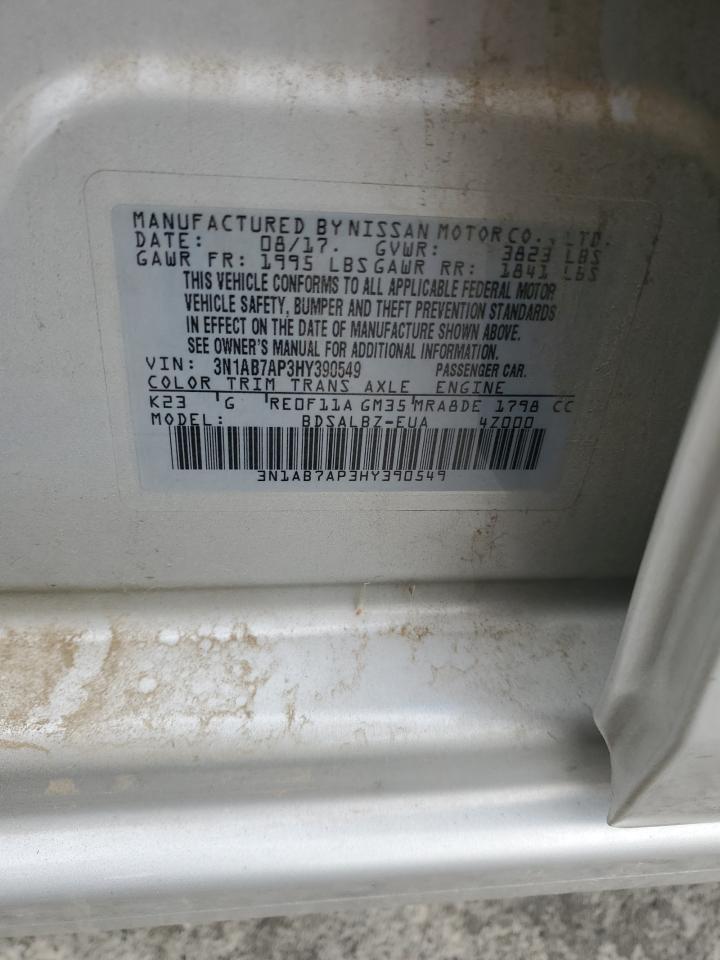 MANUFACTURED BY NISSAN MOTOR CO., LTD.
DATE: 08/17. GVWR: 3823 LBS
GAWR FR: 1995 LBS GAWR RR: 1841 LBS
THIS VEHICLE CONFORMS TO ALL APPLICABLE FEDERAL MOTOR
VEHICLE SAFETY, BUMPER AND THEFT PREVENTION STANDARDS
IN EFFECT ON THE DATE OF MANUFACTURE SHOWN ABOVE.
SEE OWNER'S MANUAL FOR ADDITIONAL INFORMATION.
VIN: 3N1AB7AP3HY390549 PASSENGER CAR.
COLOR TRIM TRANS AXLE ENGINE
K23 G RE0F11A GM35 MRA8DE 1798 CC
MODEL: BDSALBZ-EUA 4Z000
3N1AB7AP3HY390549